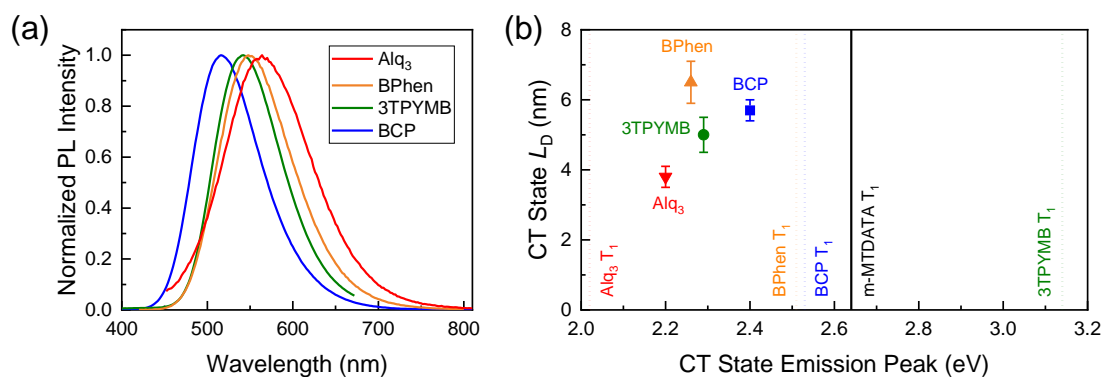 (a)
Normalized PL Intensity
1.0
0.8
0.6
0.4
0.2
0.0
400 500 600 700 800
Wavelength (nm)
Alq3
BPhen
3TPYMB
BCP
(b)
CT State LD (nm)
8
6
4
2
0
2.0 2.2 2.4 2.6 2.8 3.0 3.2
CT State Emission Peak (eV)
BPhen
BCP
3TPYMB
Alq3
Alq3 T1
BPhen T1
BCP T1
m-MTDATA T1
3TPYMB T1